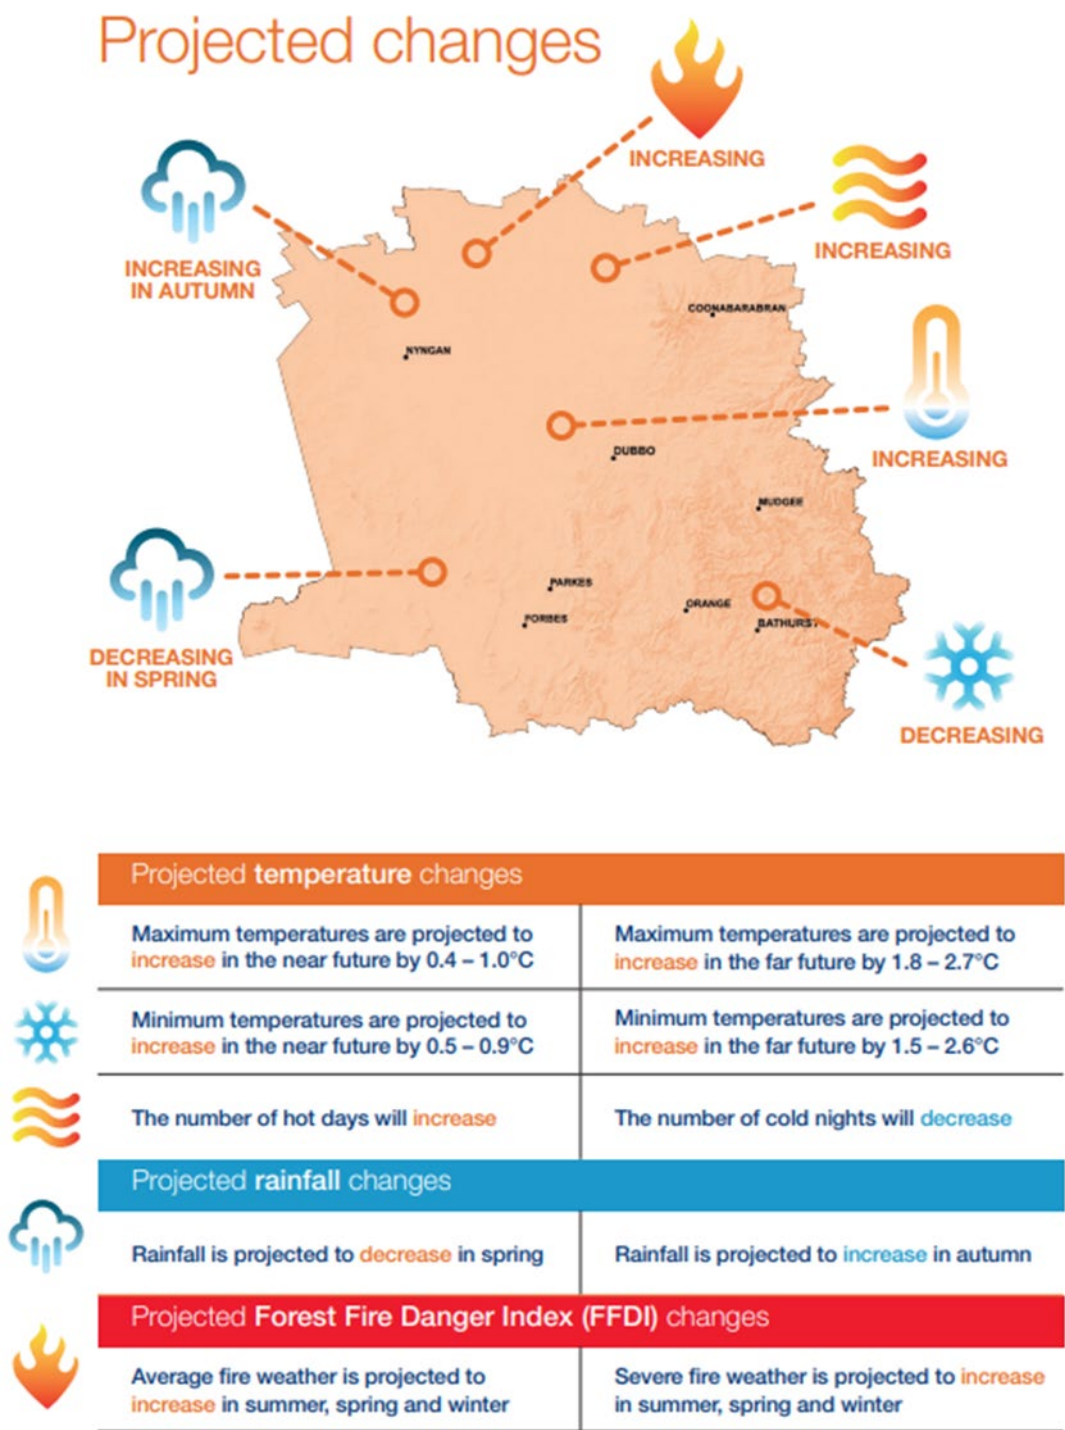 Projected changes
INCREASING
INCREASING
IN AUTUMN
INCREASING
COONABARABRAN
NYNGAN
INCREASING
DUBBO
MUDGEE
DECREASING
IN SPRING
PARKES
ORANGE
FORBES
BATHURST
DECREASING
Projected temperature changes
Maximum temperatures are projected to
increase in the near future by 0.4 – 1.0°C
Maximum temperatures are projected to
increase in the far future by 1.8 – 2.7°C
Minimum temperatures are projected to
increase in the near future by 0.5 – 0.9°C
Minimum temperatures are projected to
increase in the far future by 1.5 – 2.6°C
The number of hot days will increase
The number of cold nights will decrease
Projected rainfall changes
Rainfall is projected to decrease in spring
Rainfall is projected to increase in autumn
Projected Forest Fire Danger Index (FFDI) changes
Average fire weather is projected to
increase in summer, spring and winter
Severe fire weather is projected to increase
in summer, spring and winter